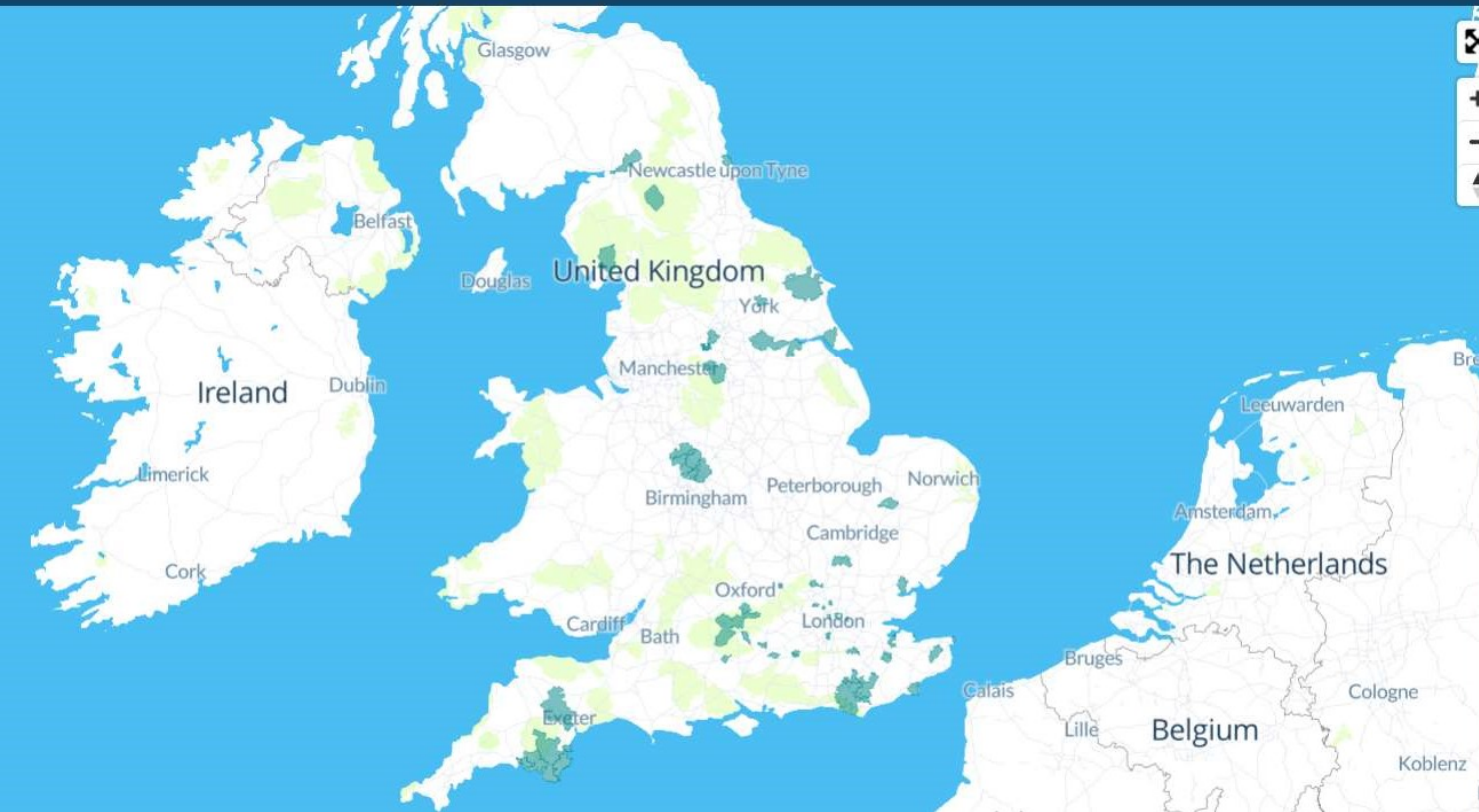 Glasgow
Newcastle upon Tyne
Belfast
Douglas
United Kingdom
York
Manchester
Ireland
Dublin
Leeuwarden
Limerick
Birmingham
Peterborough
Norwich
Amsterdam
Cambridge
The Netherlands
Cork
Oxford
Cardiff
Bath
London
Bruges
Calais
Cologne
Exeter
Lille
Belgium
Koblenz